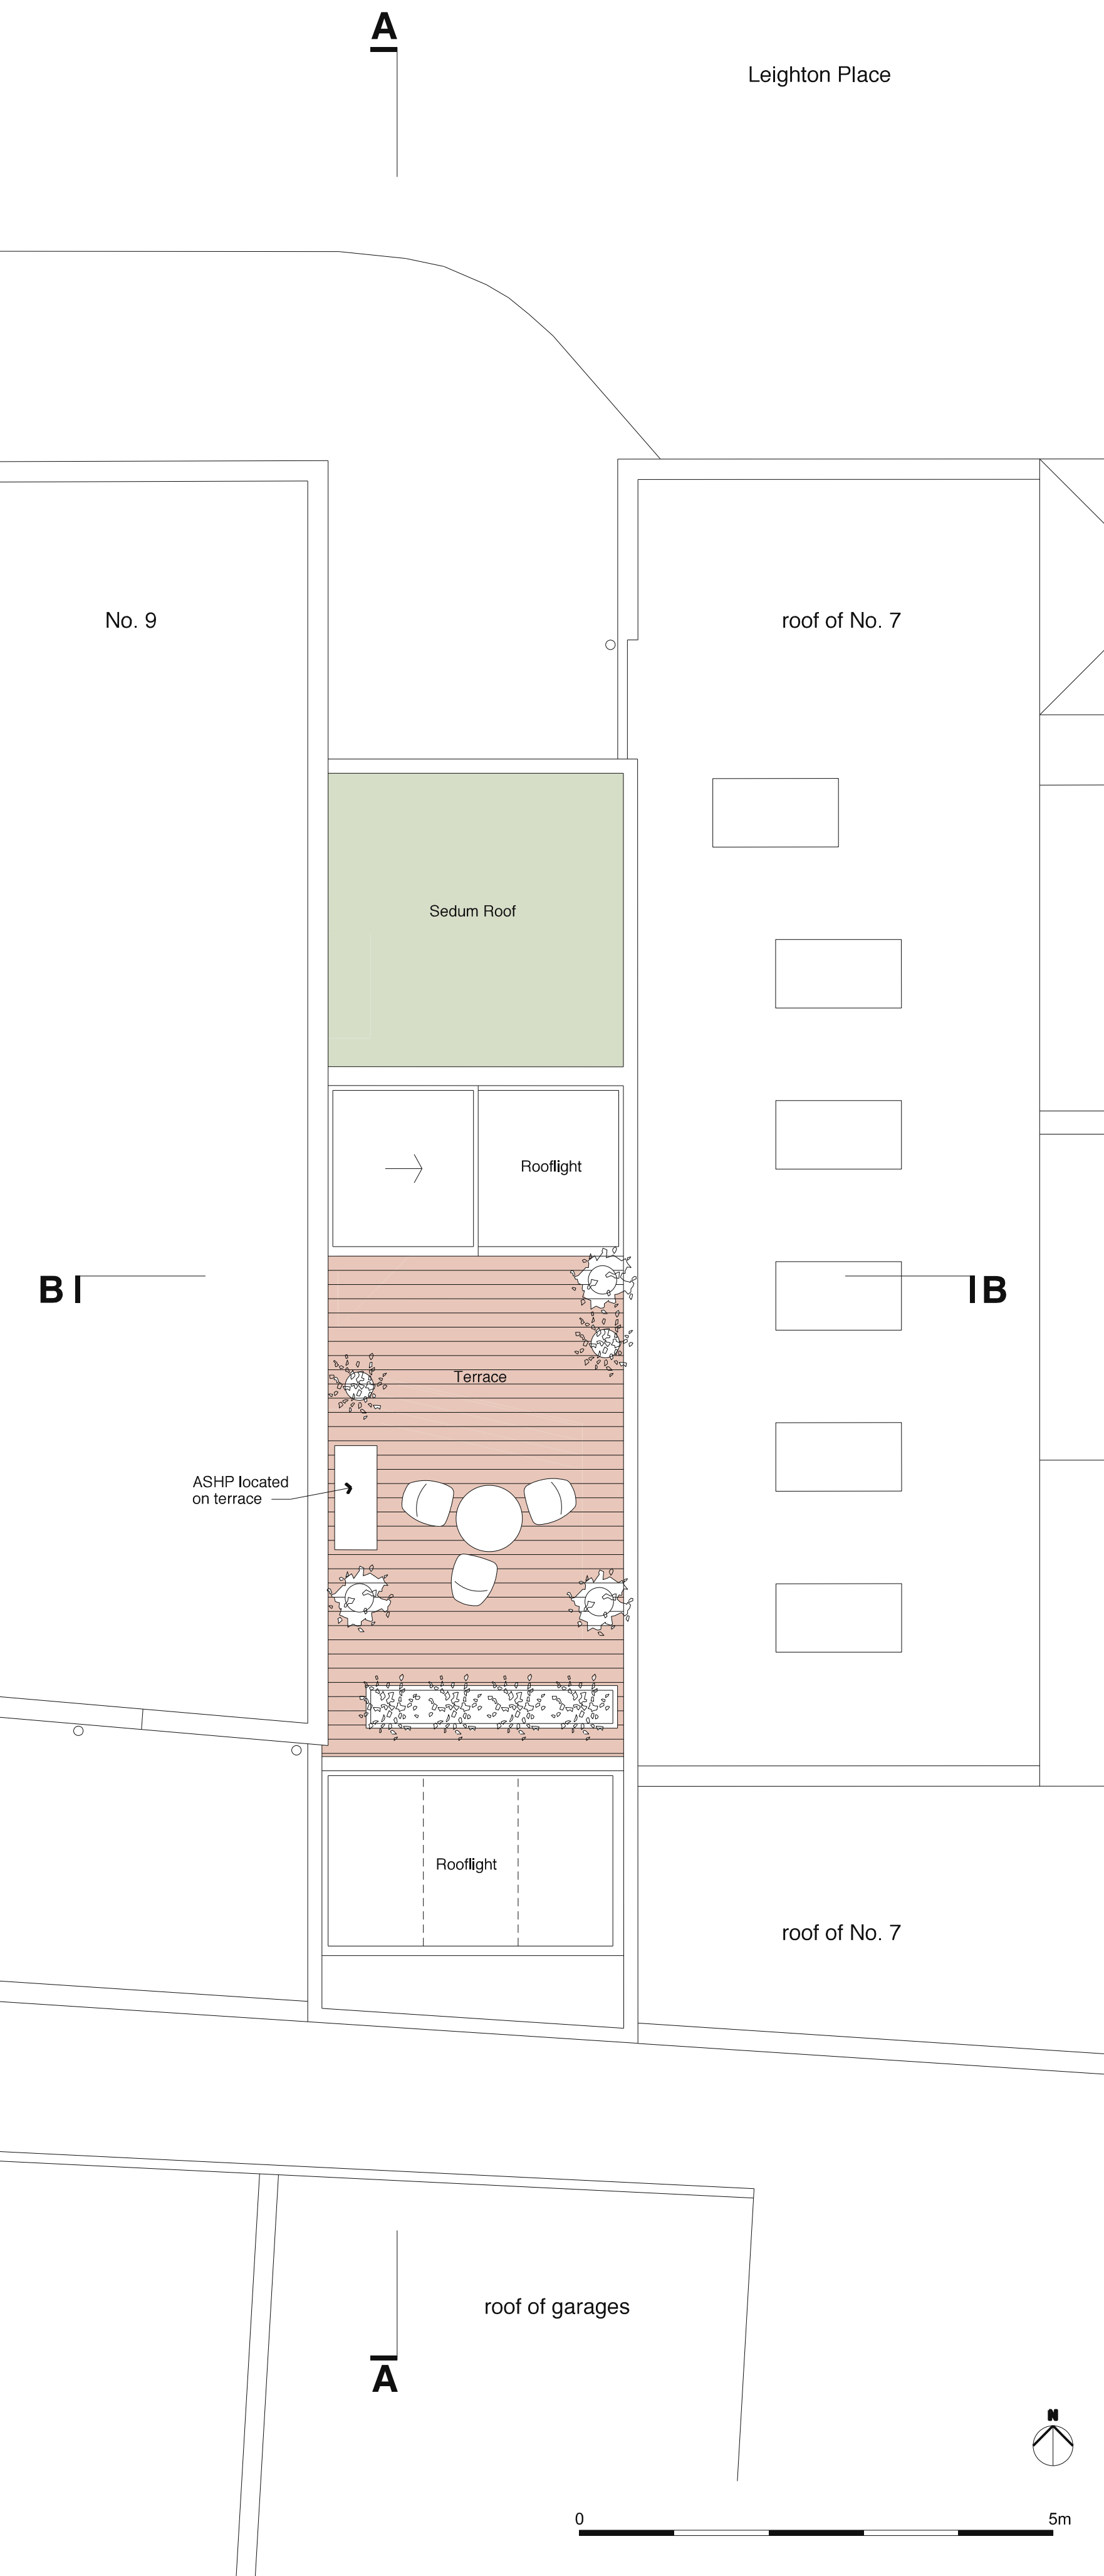 A
Leighton Place
No. 9
roof of No. 7
Sedum Roof
Rooflight
B
B
Terrace
ASHP located
on terrace
Rooflight
roof of No. 7
roof of garages
A
N
0
5m